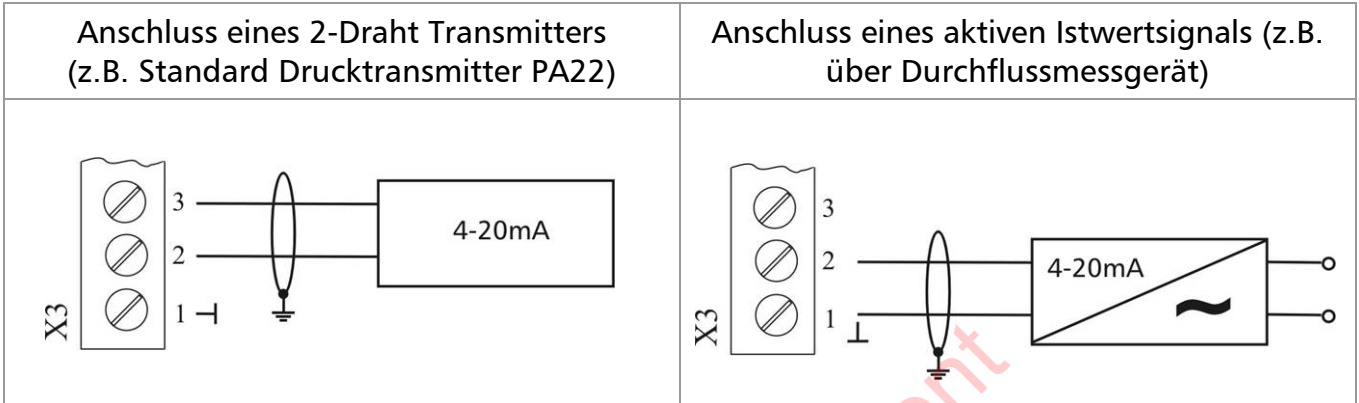 Anschluss eines 2-Draht Transmitters
(z.B. Standard Drucktransmitter PA22)
Anschluss eines aktiven Istwertsignals (z.B.
über Durchflussmessgerät)
3
2
1
X3
4-20mA
3
2
1
X3
4-20mA